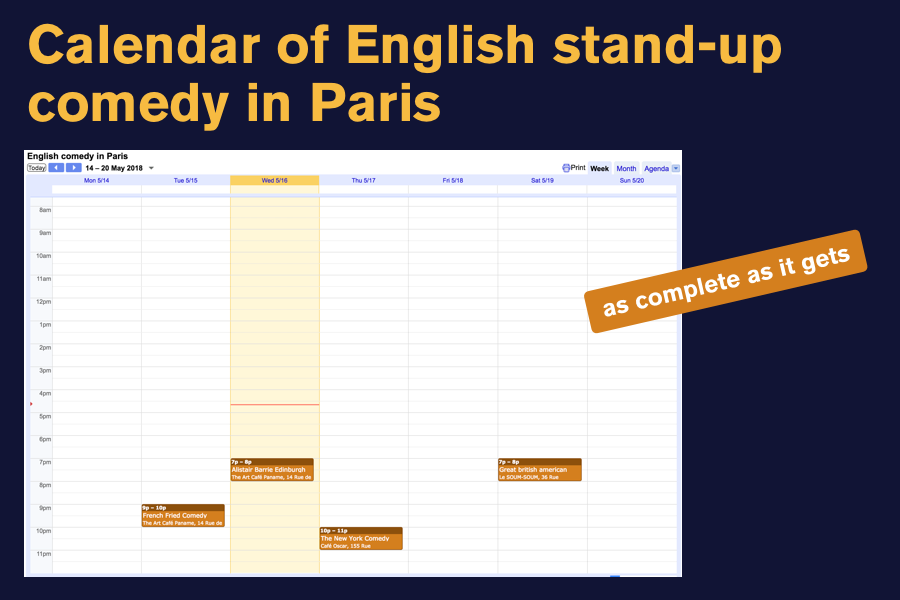 Calendar of English stand-up
comedy in Paris
English comedy in Paris
Today 14 – 20 May 2018 Print Week Month Agenda
Mon 5/14 Tue 5/15 Wed 5/16 Thu 5/17 Fri 5/18 Sat 5/19 Sun 5/20
8am
9am
10am
11am
as complete as it gets
12pm
1pm
2pm
3pm
4pm
5pm
6pm
7pm
7p – 8p
Alistair Barrie Edinburgh
The Art Café Paname, 14 Rue de
7p – 8p
Great british american
Le SOUM-SOUM, 36 Rue
8pm
9pm
9p – 10p
French Fried Comedy
The Art Café Paname, 14 Rue de
10pm
10p – 11p
The New York Comedy
Café Oscar, 155 Rue
11pm